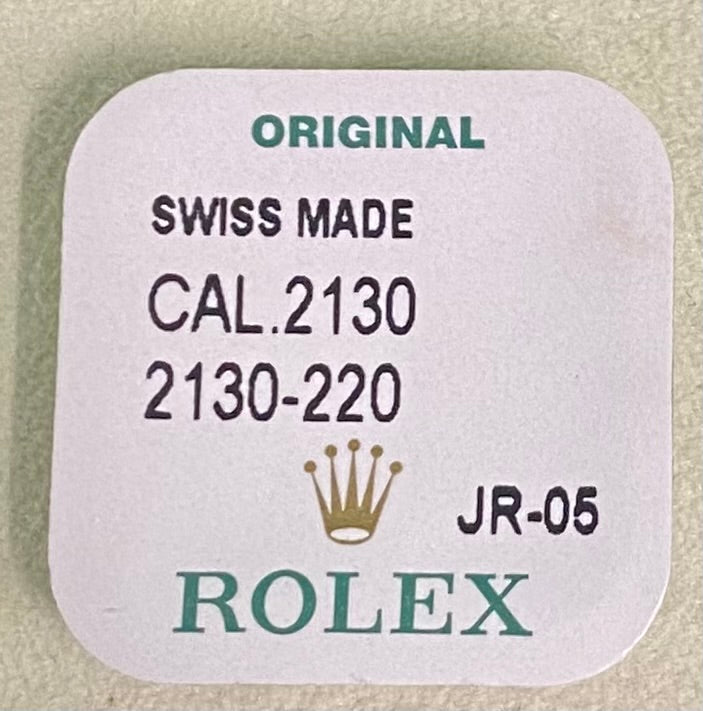 ORIGINAL
SWISS MADE
CAL.2130
2130-220
JR-05
ROLEX